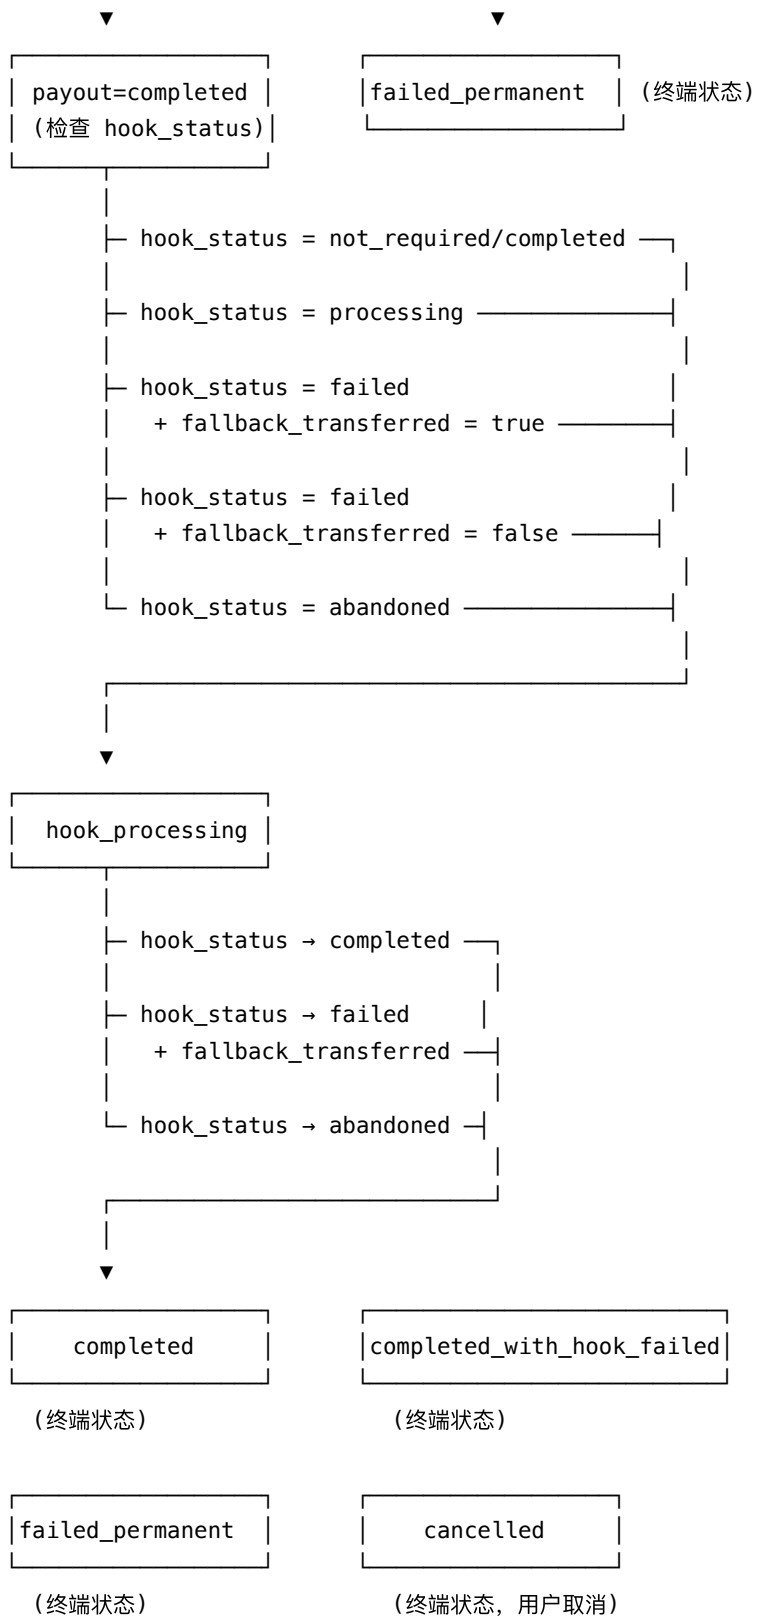 payout=completed failed_permanent (终端状态)
(检查 hook_status)
hook_status = not_required/completed
hook_status = processing
hook_status = failed
+ fallback_transferred = true
hook_status = failed
+ fallback_transferred = false
hook_status = abandoned
hook_processing
hook_status → completed
hook_status → failed
+ fallback_transferred
hook_status → abandoned
completed completed_with_hook_failed
(终端状态) (终端状态)
failed_permanent cancelled
(终端状态) (终端状态, 用户取消)